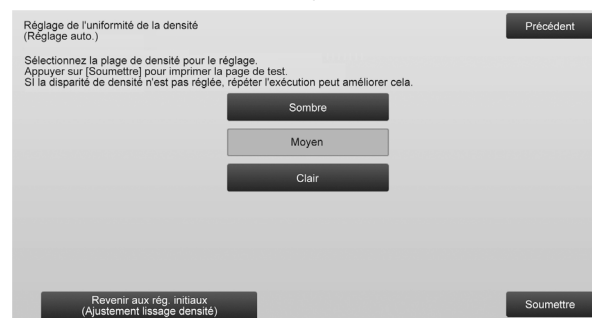 Réglage de l'uniformité de la densité
(Réglage auto.)
Précédent
Sélectionnez la plage de densité pour le réglage.
Appuyer sur [Soumettre] pour imprimer la page de test.
SI la disparité de densité n'est pas réglée, répéter l'exécution peut améliorer cela.
Sombre
Moyen
Clair
Revenir aux rég. initiaux
(Ajustement lissage densité)
Soumettre